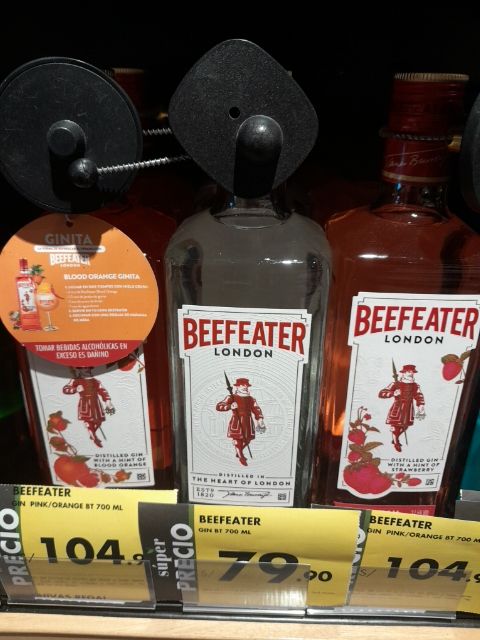 GINITA
BEEFEATER
LONDON
BLOOD ORANGE GINITA
TOMAR BEBIDAS ALCOHÓLICAS EN
EXCESO ES DAÑINO
DISTILLED GIN
WITH A HINT OF
BLOOD ORANGE
BEEFEATER
LONDON
DISTILLED IN
THE HEART OF LONDON
ESTD
1820
BEEFEATER
LONDON
DISTILLED GIN
WITH A HINT OF
STRAWBERRY
BEEFEATER
GIN PINK/ORANGE BT 700 ML
PRECIO
S/ 104.9
BEEFEATER
GIN BT 700 ML
súper
PRECIO
S/ 79.90
BEEFEATER
GIN PINK/ORANGE BT 700 ML
S/ 104.9